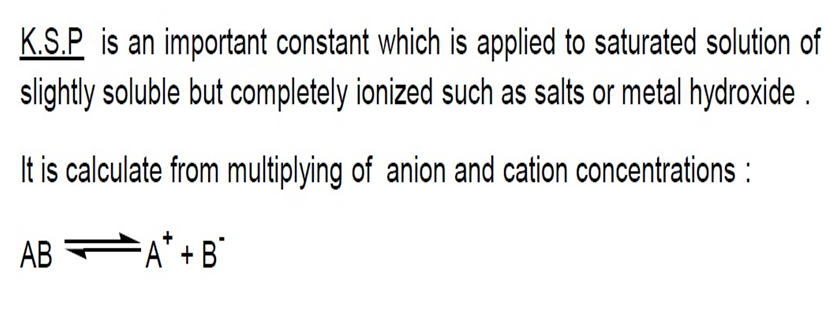 K.S.P is an important constant which is applied to saturated solution of
slightly soluble but completely ionized such as salts or metal hydroxide .
It is calculate from multiplying of anion and cation concentrations :
AB ⇌ A⁺ + B⁻